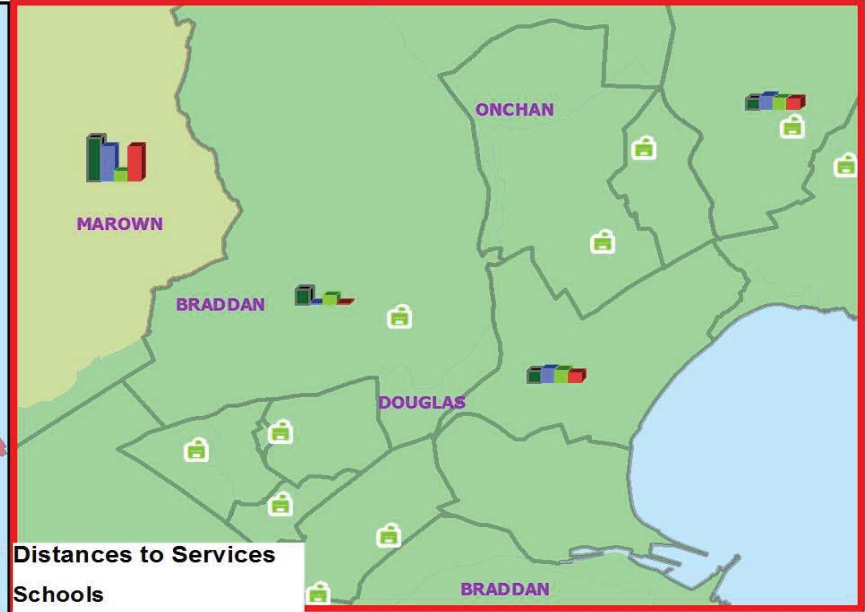 ONCHAN
MAROWN
BRADDAN
DOUGLAS
Distances to Services
Schools
BRADDAN